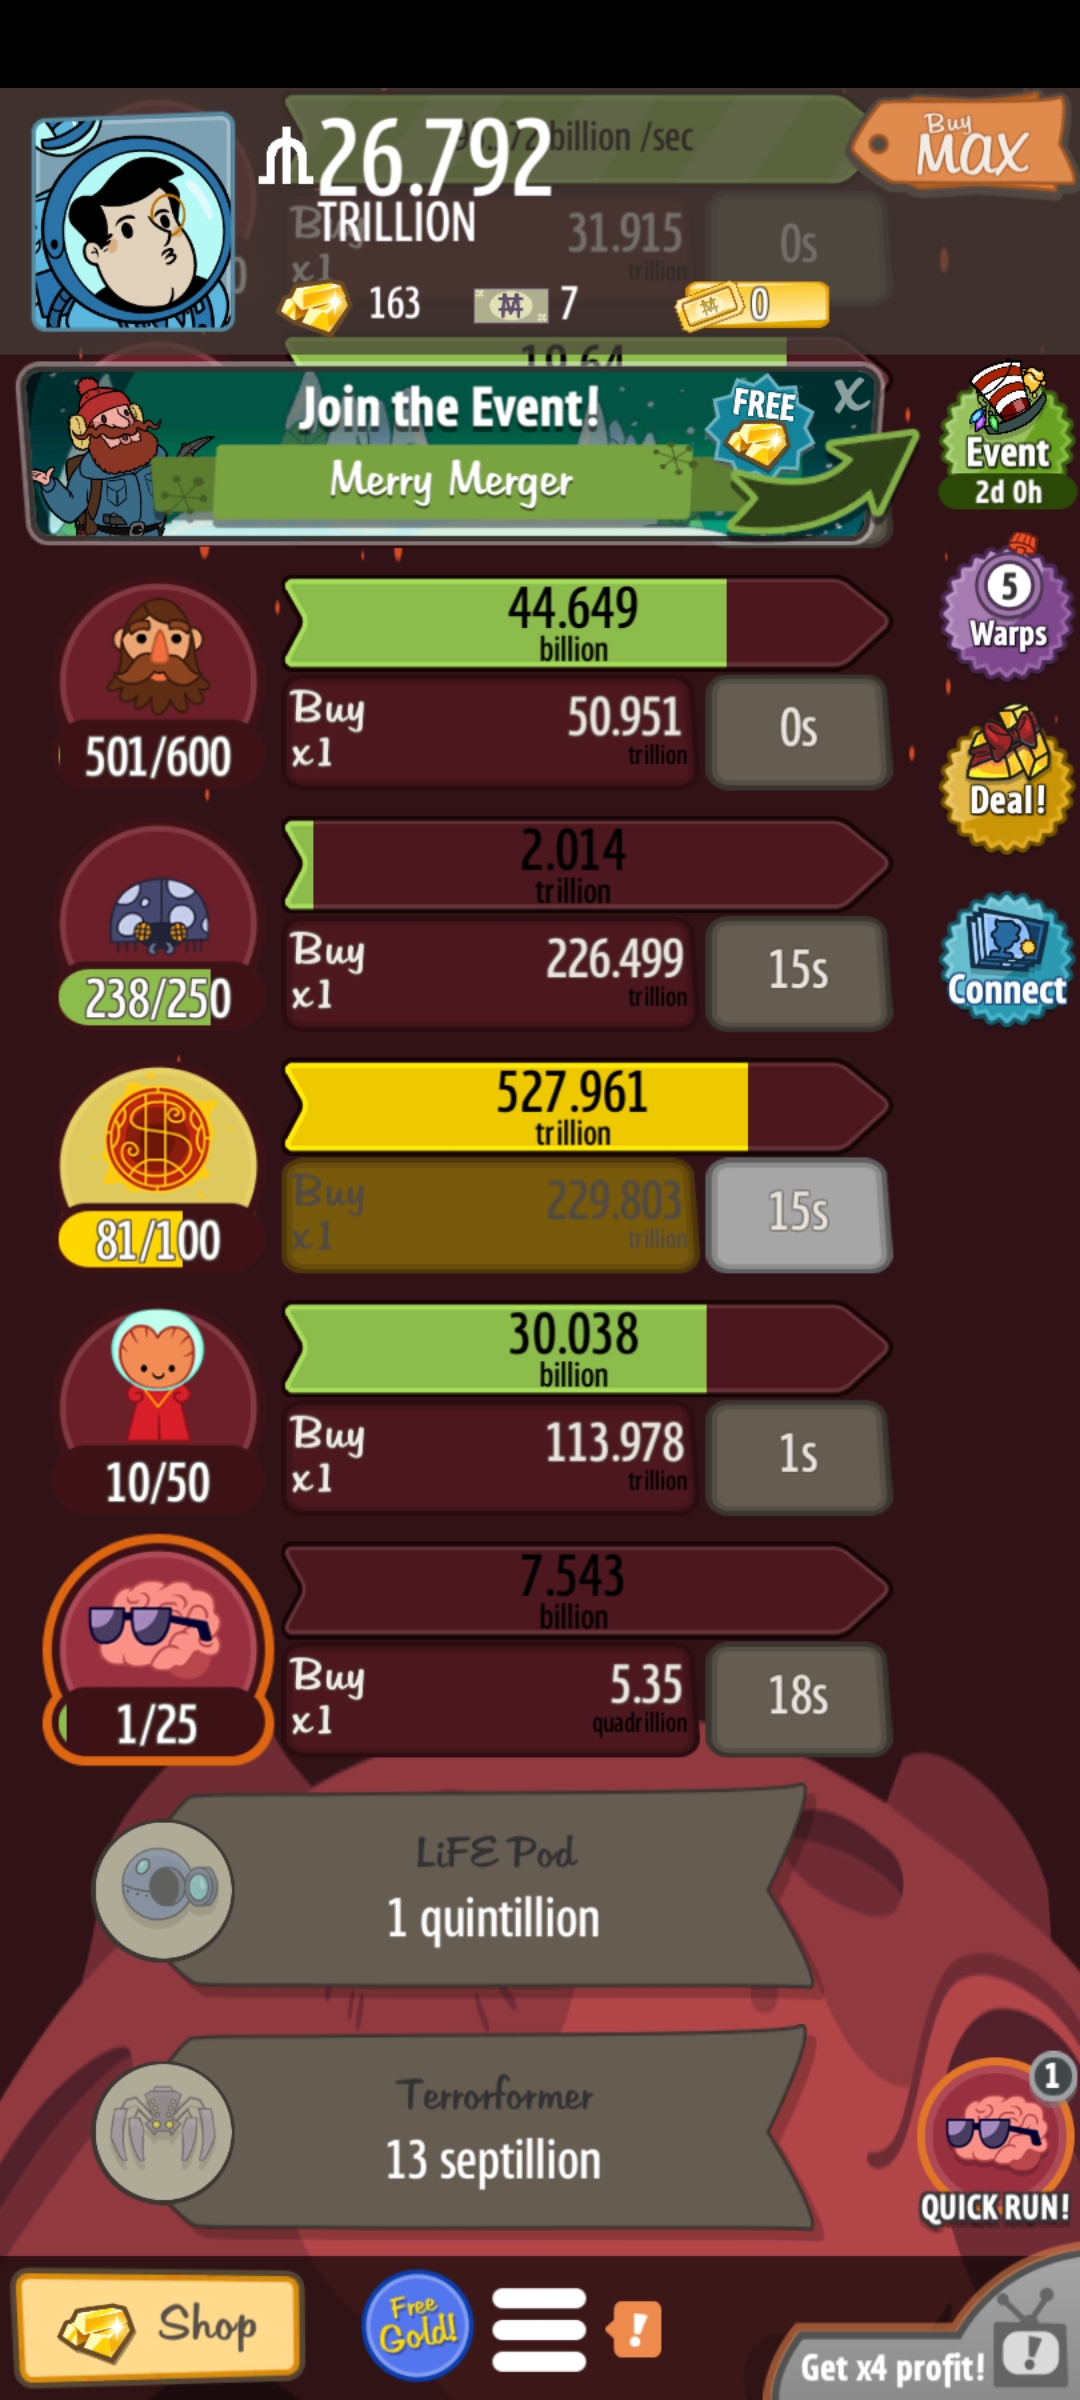 billion /sec
Buy
MAX
26.792
TRILLION
Buy
x1
31.915
trillion
0s
163
7
0
19.64
Join the Event!
FREE
X
Merry Merger
Event
2d 0h
44.649
billion
Buy
x1
50.951
trillion
0s
501/600
5
Warps
2.014
trillion
Buy
x1
226.499
trillion
15s
238/250
Deal!
Connect
527.961
trillion
Buy
x1
229.803
trillion
15s
81/100
30.038
billion
Buy
x1
113.978
trillion
1s
10/50
7.543
billion
Buy
x1
5.35
quadrillion
18s
1/25
LiFE Pod
1 quintillion
Terrorformer
13 septillion
1
QUICK RUN!
Shop
Free
Gold!
!
Get x4 profit!
!